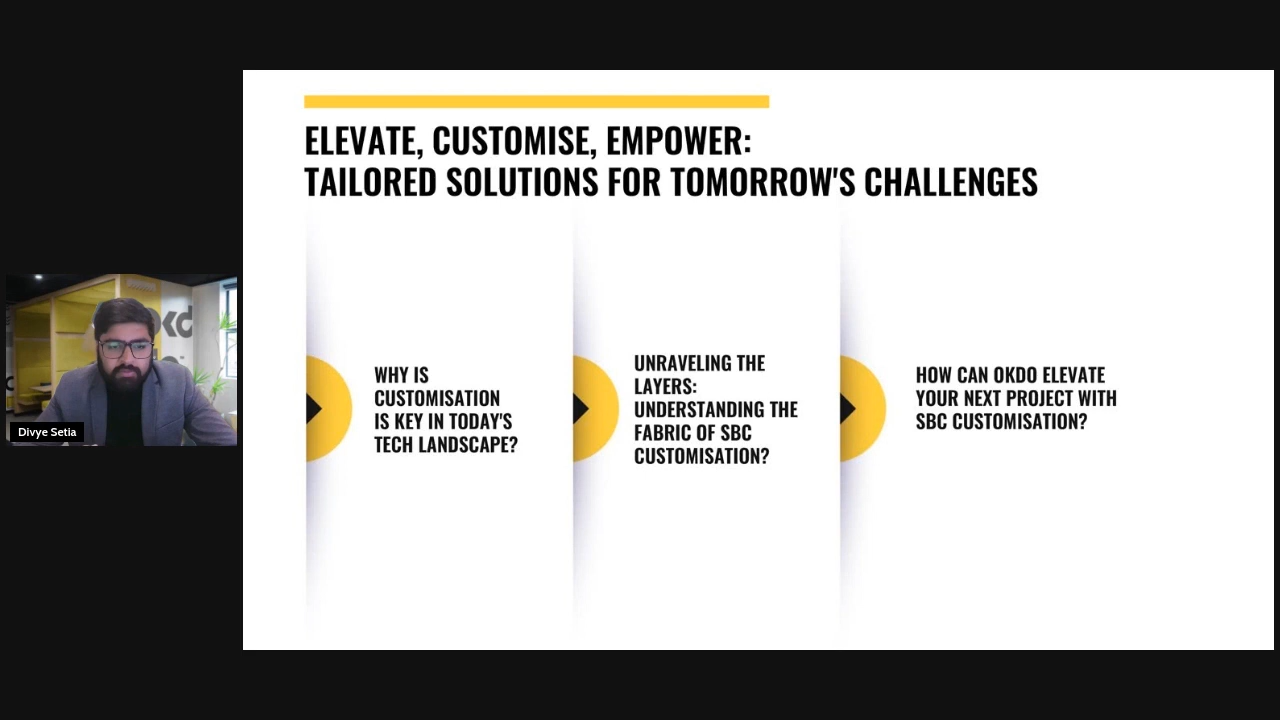 ELEVATE, CUSTOMISE, EMPOWER:
TAILORED SOLUTIONS FOR TOMORROW'S CHALLENGES
WHY IS
CUSTOMISATION
IS KEY IN TODAY'S
TECH LANDSCAPE?
UNRAVELING THE
LAYERS:
UNDERSTANDING THE
FABRIC OF SBC
CUSTOMISATION?
HOW CAN OKDO ELEVATE
YOUR NEXT PROJECT WITH
SBC CUSTOMISATION?
Divye Setia